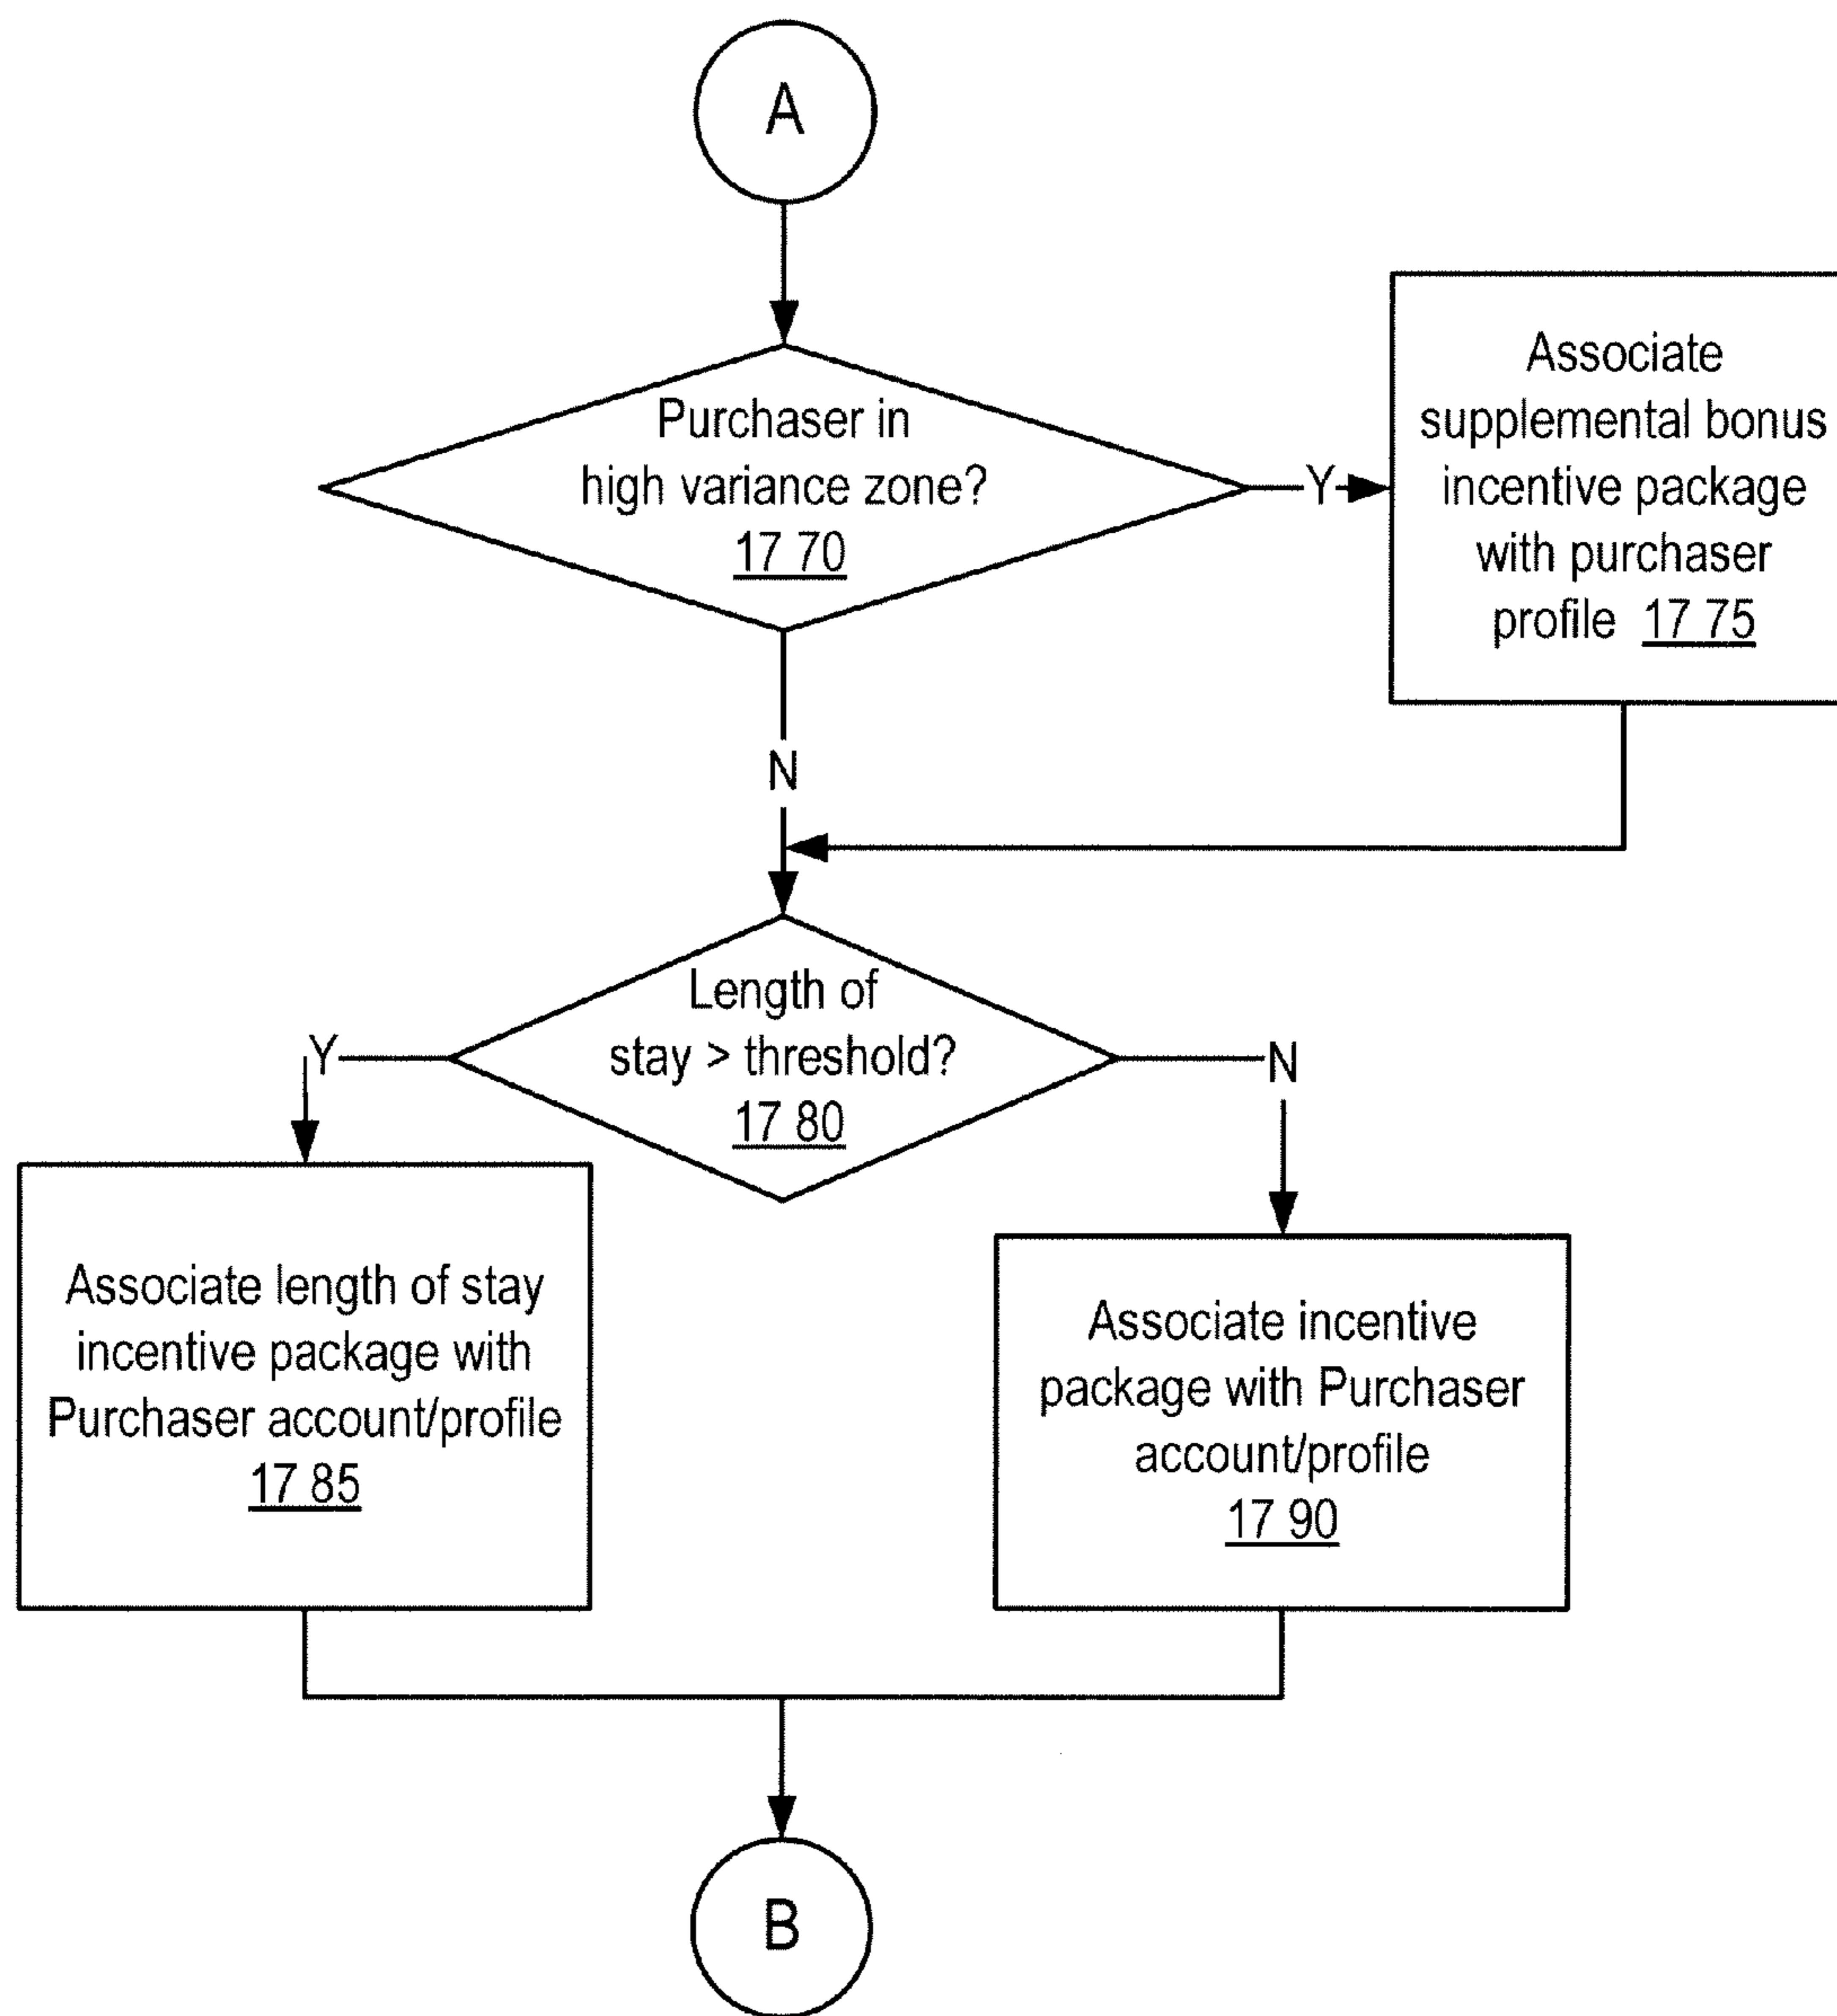 A
Purchaser in
high variance zone?
17 70
Y
Associate
supplemental bonus
incentive package
with purchaser
profile 17 75
N
Length of
stay > threshold?
17 80
Y
N
Associate length of stay
incentive package with
Purchaser account/profile
17 85
Associate incentive
package with Purchaser
account/profile
17 90
B